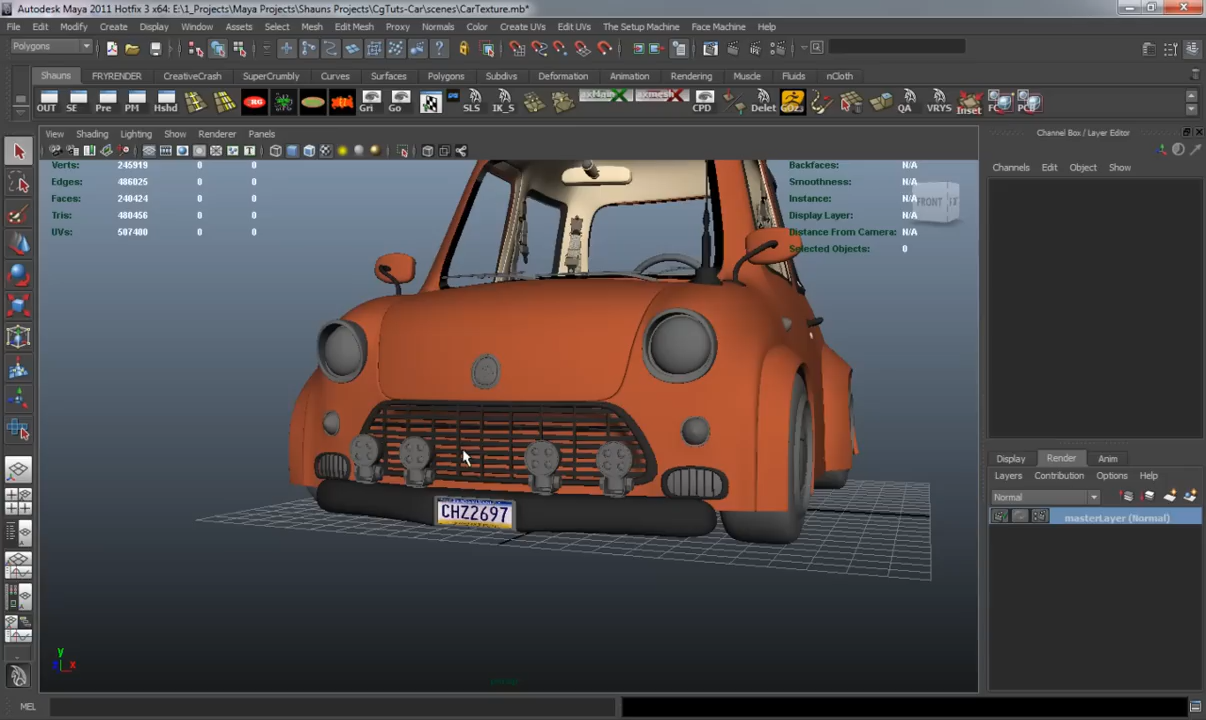 Autodesk Maya 2011 Hotfix 3 x64: E:\1_Projects\Maya Projects\Shauns Projects\CgTuts-Car\scenes\CarTexture.mb*
File Edit Modify Create Display Window Assets Select Mesh Edit Mesh Proxy Normals Color Create UVs Edit UVs The Setup Machine Face Machine Help
Polygons
Shauns FRYRENDER CreativeCrash SuperCrumbly Curves Surfaces Polygons Subdivs Deformation Animation Rendering Muscle Fluids nCloth
OUT SE Pre PM Hshd Gri Go SLS IK_S CPD Delet GOz QA VRYS Inset FC PCB
View Shading Lighting Show Renderer Panels
Channel Box / Layer Editor
Channels Edit Object Show
Verts: 245919 0 0
Edges: 486025 0 0
Faces: 240424 0 0
Tris: 480456 0 0
UVs: 507400 0 0
Backfaces: N/A
Smoothness: N/A
Instance: N/A
Display Layer: N/A
Distance From Camera: N/A
Selected Objects: 0
FRONT
CHZ2697
Display Render Anim
Layers Contribution Options Help
Normal
masterLayer (Normal)
y
z x
persp
MEL